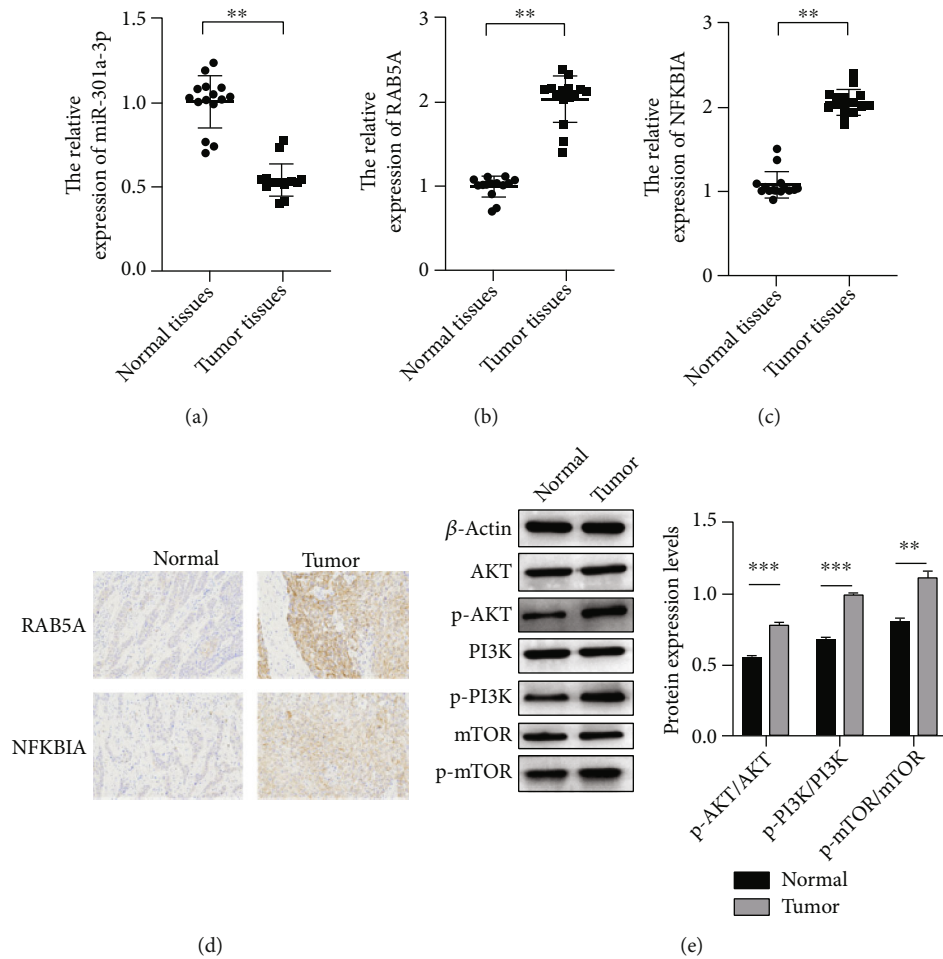 The relative
expression of miR-301a-3p
1.5
1.0
0.5
0.0
**
Normal tissues
Tumor tissues
(a)
The relative
expression of RAB5A
3
2
1
0
**
Normal tissues
Tumor tissues
(b)
The relative
expression of NFKBIA
3
2
1
0
**
Normal tissues
Tumor tissues
(c)
Normal
Tumor
RAB5A
NFKBIA
(d)
Normal
Tumor
β-Actin
AKT
p-AKT
PI3K
p-PI3K
mTOR
p-mTOR
Protein expression levels
1.5
1.0
0.5
0.0
***
***
**
p-AKT/AKT
p-PI3K/PI3K
p-mTOR/mTOR
Normal
Tumor
(e)